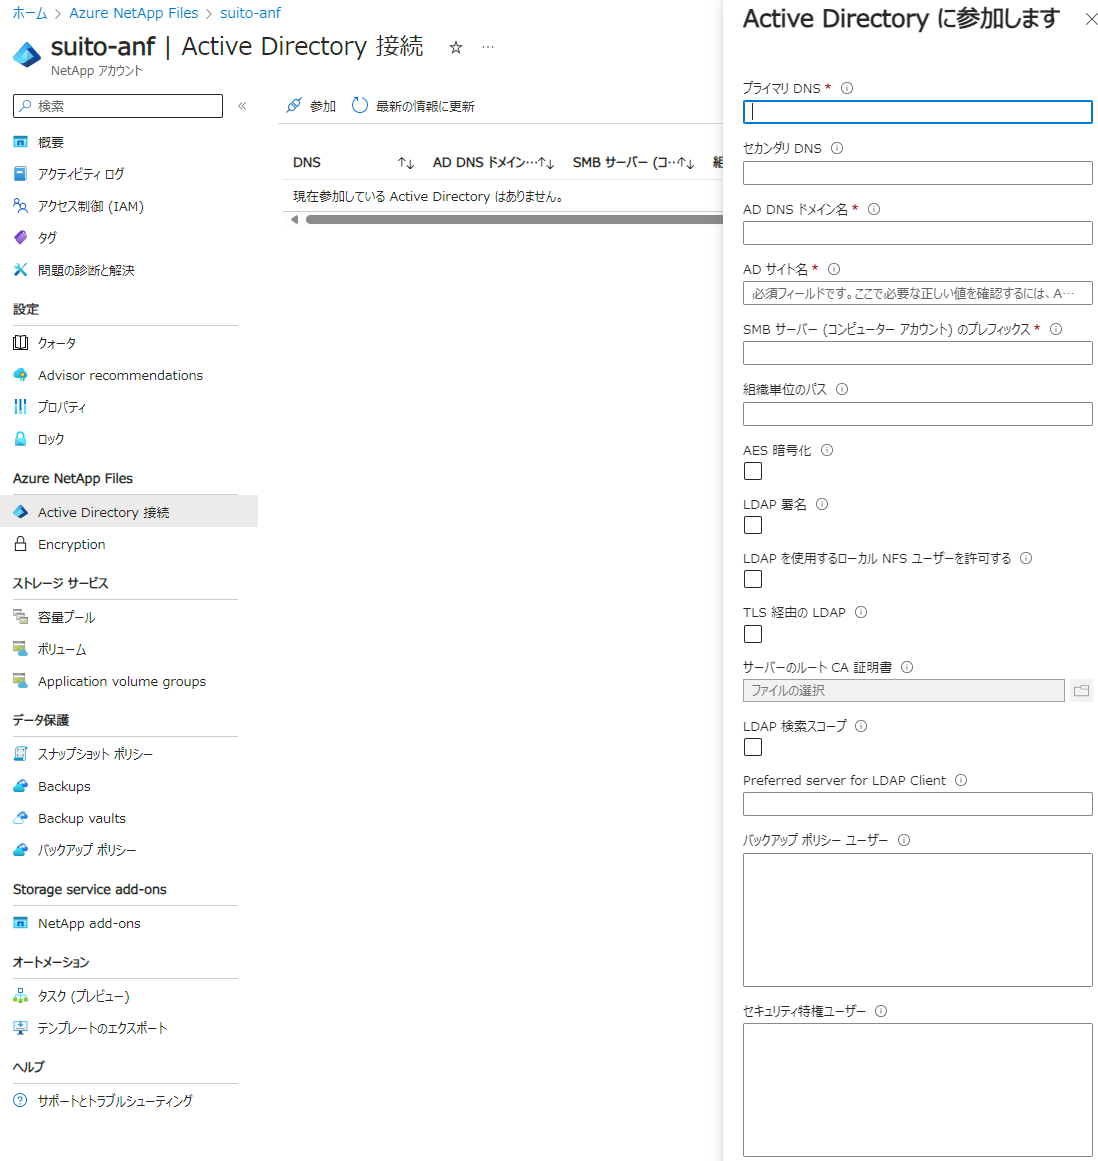 ホーム > Azure NetApp Files > suito-anf
suito-anf | Active Directory 接続 ☆ ···
NetApp アカウント
検索
«
概要
アクティビティ ログ
アクセス制御 (IAM)
タグ
問題の診断と解決
設定
クォータ
Advisor recommendations
プロパティ
ロック
Azure NetApp Files
Active Directory 接続
Encryption
ストレージ サービス
容量プール
ボリューム
Application volume groups
データ保護
スナップショット ポリシー
Backups
Backup vaults
バックアップ ポリシー
Storage service add-ons
NetApp add-ons
オートメーション
タスク (プレビュー)
テンプレートのエクスポート
ヘルプ
サポートとトラブルシューティング
参加 最新の情報に更新
DNS ↑↓ AD DNS ドメイン··· ↑↓ SMB サーバー (コ··· ↑↓ 組
現在参加している Active Directory はありません。
Active Directory に参加します
プライマリ DNS *
セカンダリ DNS
AD DNS ドメイン名 *
AD サイト名 *
必須フィールドです。ここで必要な正しい値を確認するには、A···
SMB サーバー (コンピューター アカウント) のプレフィックス *
組織単位のパス
AES 暗号化
LDAP 署名
LDAP を使用するローカル NFS ユーザーを許可する
TLS 経由の LDAP
サーバーのルート CA 証明書
ファイルの選択
LDAP 検索スコープ
Preferred server for LDAP Client
バックアップ ポリシー ユーザー
セキュリティ特権ユーザー